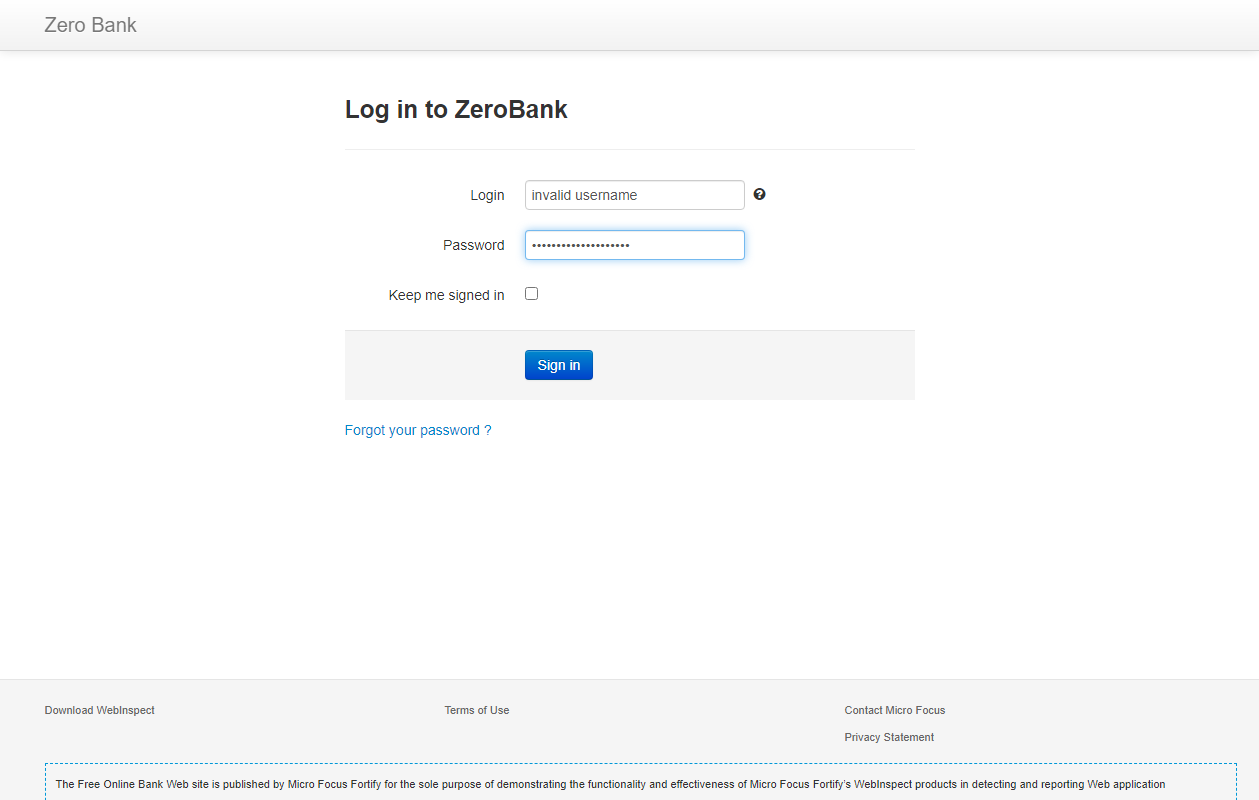 Zero Bank
Log in to ZeroBank
Login invalid username
Password ••••••••••••••••••••
Keep me signed in
Sign in
Forgot your password ?
Download WebInspect Terms of Use Contact Micro Focus
Privacy Statement
The Free Online Bank Web site is published by Micro Focus Fortify for the sole purpose of demonstrating the functionality and effectiveness of Micro Focus Fortify's WebInspect products in detecting and reporting Web application